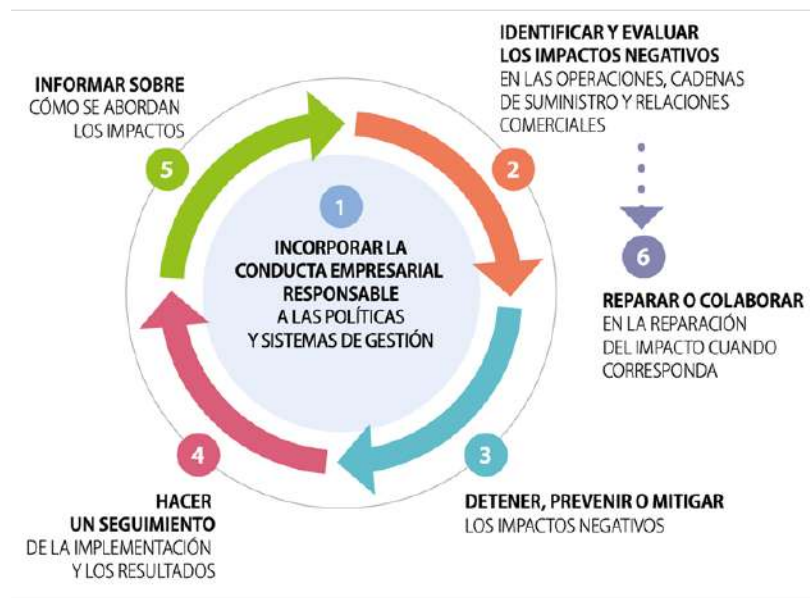 1
INCORPORAR LA
CONDUCTA EMPRESARIAL
RESPONSABLE
A LAS POLÍTICAS
Y SISTEMAS DE GESTIÓN
2
IDENTIFICAR Y EVALUAR
LOS IMPACTOS NEGATIVOS
EN LAS OPERACIONES, CADENAS
DE SUMINISTRO Y RELACIONES
COMERCIALES
3
DETENER, PREVENIR O MITIGAR
LOS IMPACTOS NEGATIVOS
4
HACER
UN SEGUIMIENTO
DE LA IMPLEMENTACIÓN
Y LOS RESULTADOS
5
INFORMAR SOBRE
CÓMO SE ABORDAN
LOS IMPACTOS
6
REPARAR O COLABORAR
EN LA REPARACIÓN
DEL IMPACTO CUANDO
CORRESPONDA